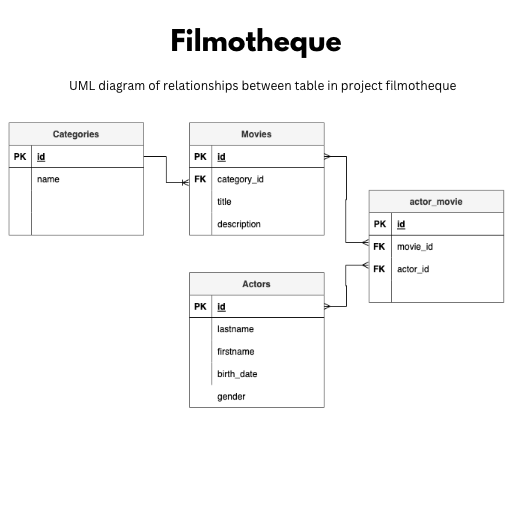 Filmotheque
UML diagram of relationships between table in project filmotheque
Categories
PK id
name
Movies
PK id
FK category_id
title
description
actor_movie
PK id
FK movie_id
FK actor_id
Actors
PK id
lastname
firstname
birth_date
gender